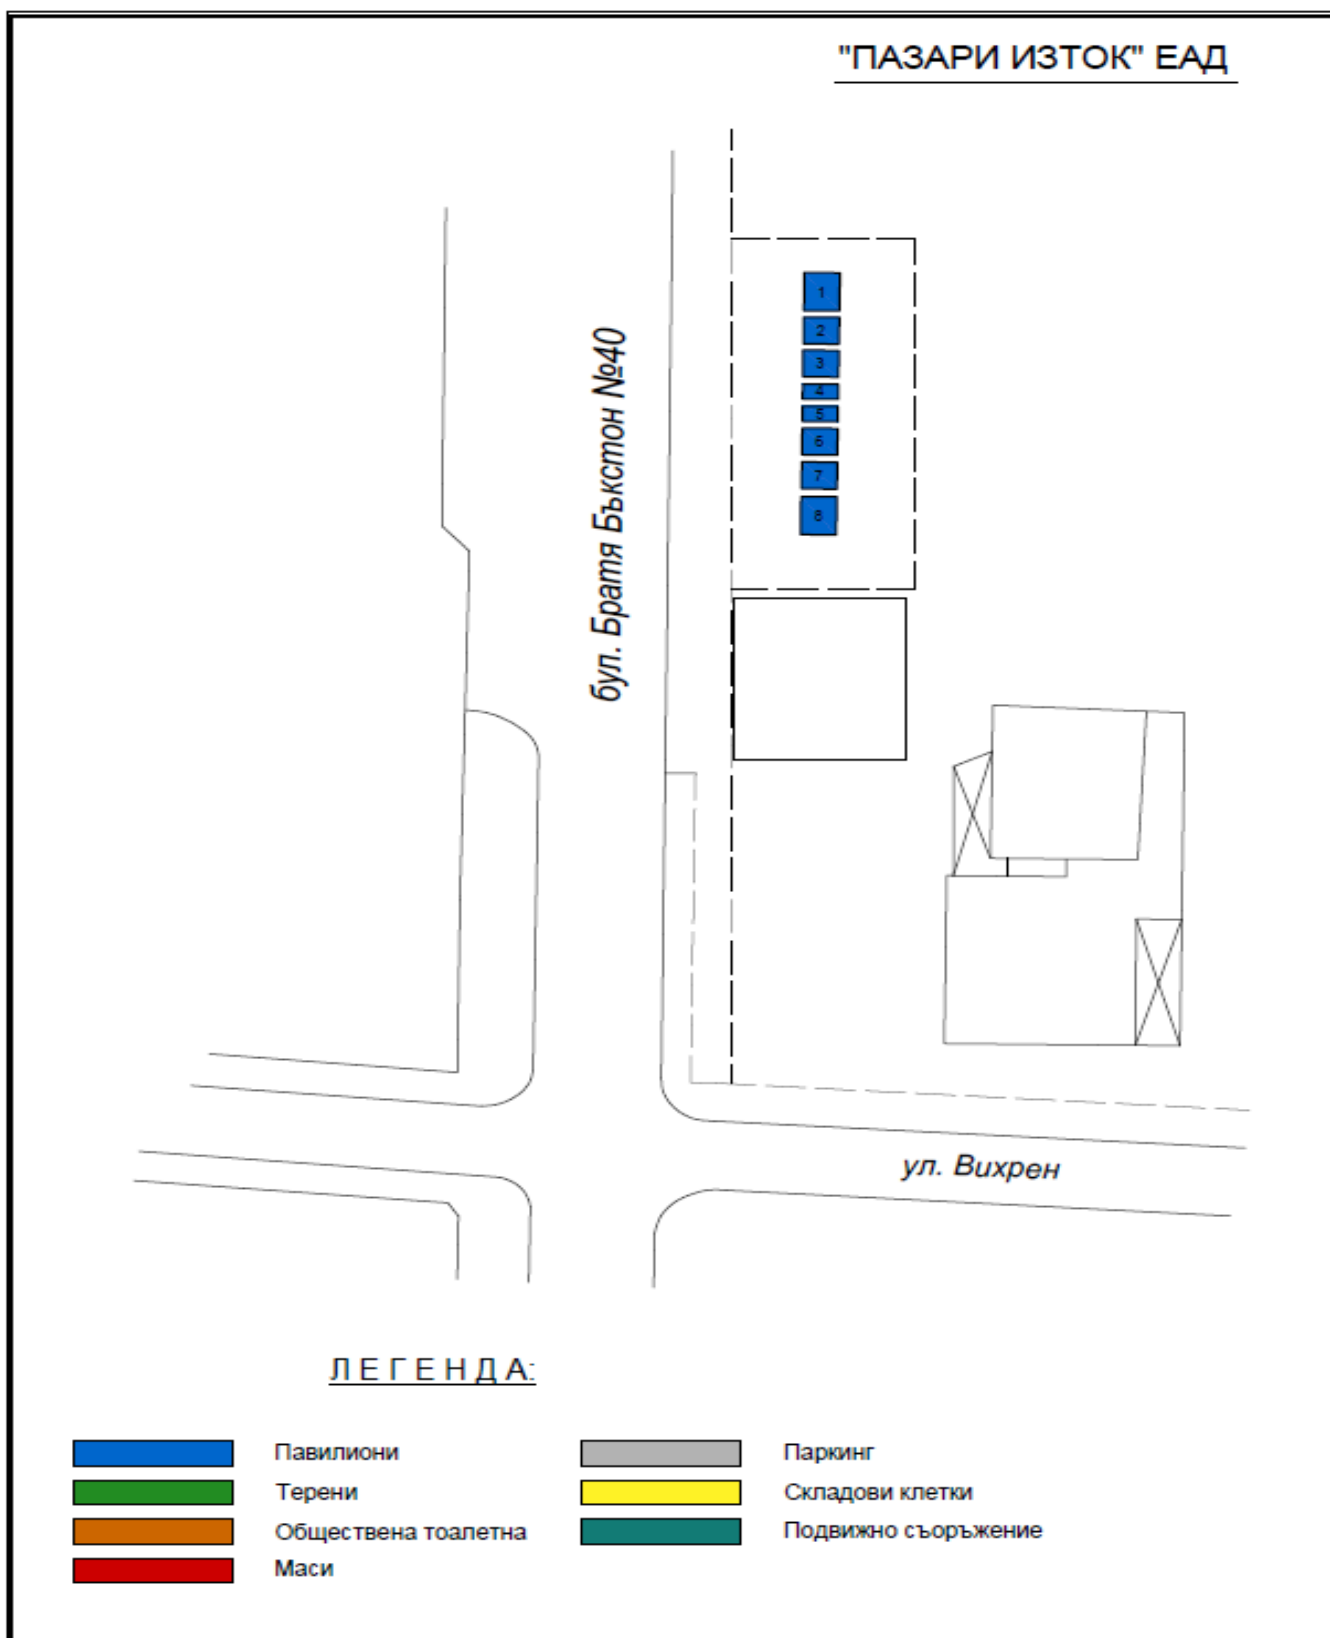 "ПАЗАРИ ИЗТОК" ЕАД
бул. Братя Бъкстон №40
1
2
3
4
5
6
7
8
ул. Вихрен
ЛЕГЕНДА:
Павилиони
Терени
Обществена тоалетна
Маси
Паркинг
Складови клетки
Подвижно съоръжение